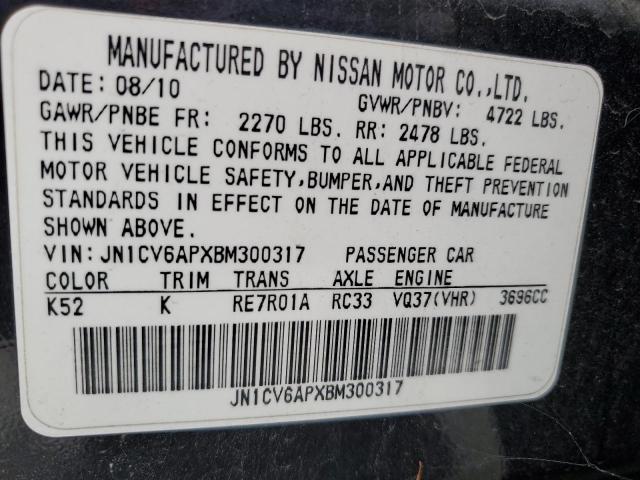 MANUFACTURED BY NISSAN MOTOR CO.,LTD.
DATE: 08/10 GVWR/PNBV: 4722 LBS.
GAWR/PNBE FR: 2270 LBS. RR: 2478 LBS.
THIS VEHICLE CONFORMS TO ALL APPLICABLE FEDERAL
MOTOR VEHICLE SAFETY,BUMPER,AND THEFT PREVENTION
STANDARDS IN EFFECT ON THE DATE OF MANUFACTURE
SHOWN ABOVE.
VIN:JN1CV6APXBM300317 PASSENGER CAR
COLOR TRIM TRANS AXLE ENGINE
K52 K RE7R01A RC33 VQ37(VHR) 3696CC
JN1CV6APXBM300317